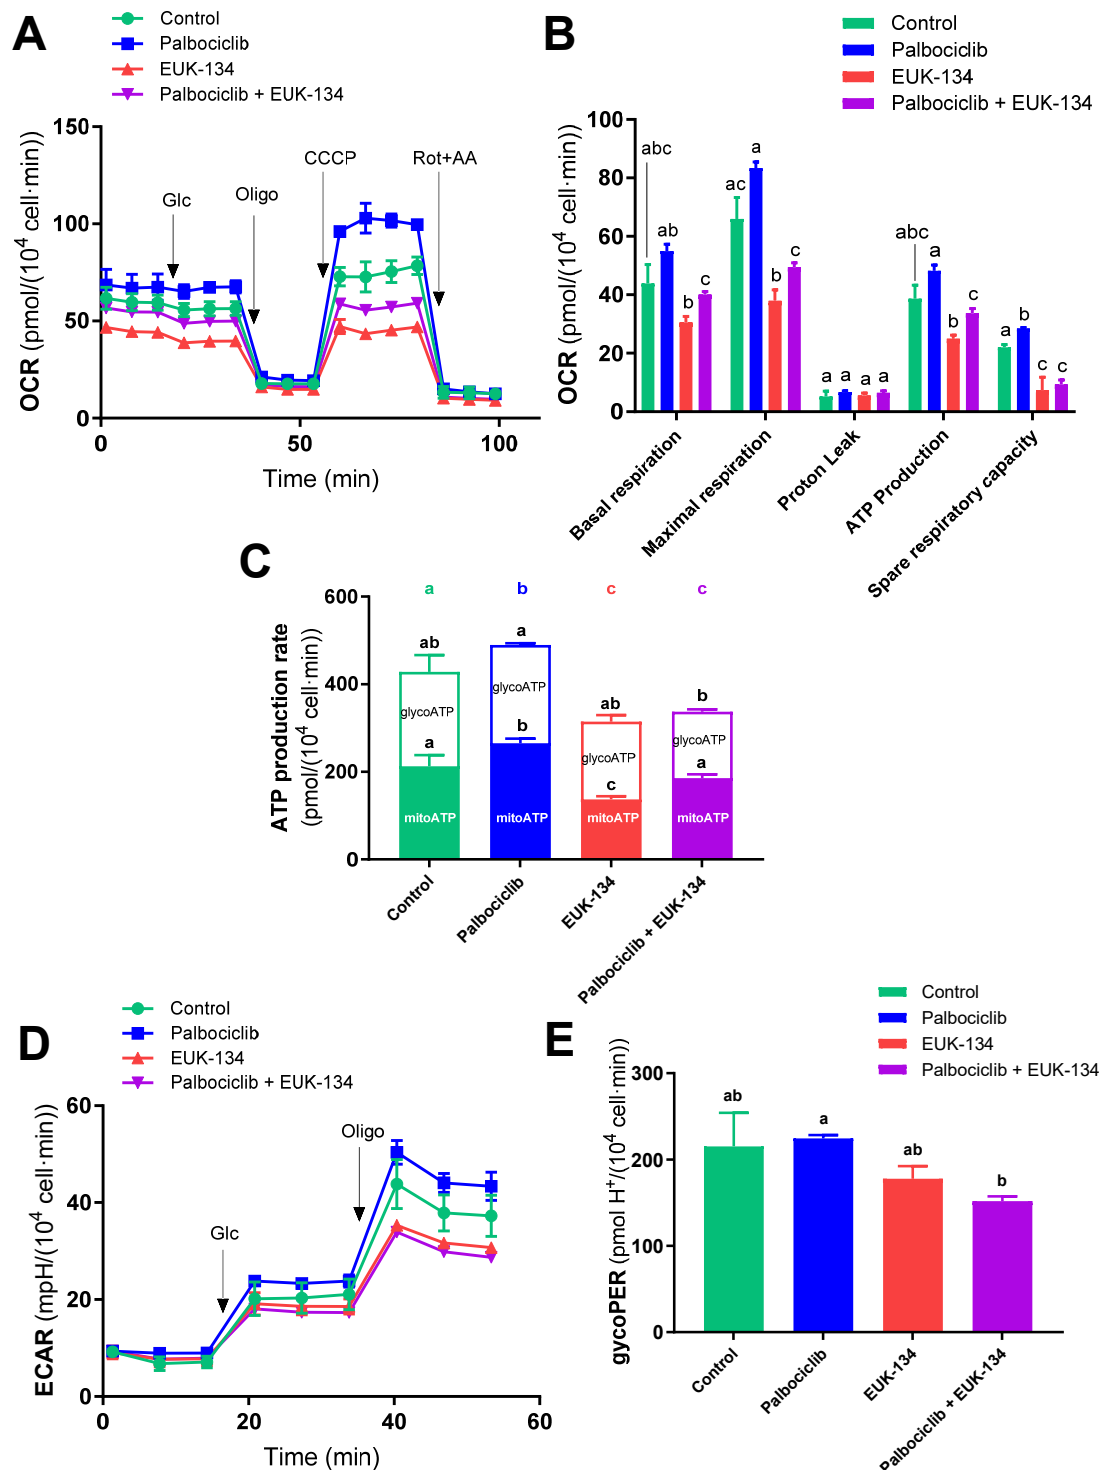 A
Control
Palbociclib
EUK-134
Palbociclib + EUK-134
OCR (pmol/(10⁴ cell·min))
150
100
50
0
Glc
Oligo
CCCP
Rot+AA
0
50
100
Time (min)
B
Control
Palbociclib
EUK-134
Palbociclib + EUK-134
OCR (pmol/(10⁴ cell·min))
100
80
60
40
20
0
abc
ab
b
c
ac
a
b
c
a
a
a
a
abc
a
b
c
a
b
c
c
Basal respiration
Maximal respiration
Proton Leak
ATP Production
Spare respiratory capacity
C
ATP production rate
(pmol/(10⁴ cell·min))
600
400
200
0
a
b
c
c
ab
a
ab
b
glycoATP
glycoATP
glycoATP
glycoATP
a
b
c
a
mitoATP
mitoATP
mitoATP
mitoATP
Control
Palbociclib
EUK-134
Palbociclib + EUK-134
D
Control
Palbociclib
EUK-134
Palbociclib + EUK-134
ECAR (mpH/(10⁴ cell·min))
60
40
20
0
Glc
Oligo
0
20
40
60
Time (min)
E
Control
Palbociclib
EUK-134
Palbociclib + EUK-134
gycoPER (pmol H⁺/(10⁴ cell·min))
300
200
100
0
ab
a
ab
b
Control
Palbociclib
EUK-134
Palbociclib + EUK-134